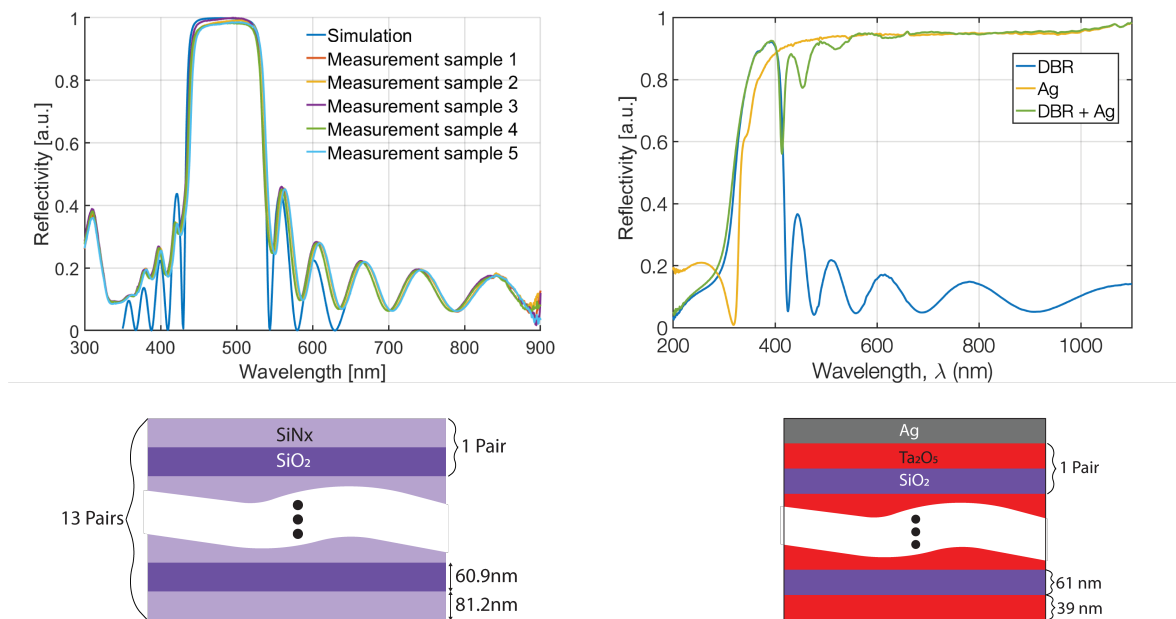 1
0.8
0.6
0.4
0.2
0
Reflectivity [a.u.]
300
400
500
600
700
800
900
Wavelength [nm]
Simulation
Measurement sample 1
Measurement sample 2
Measurement sample 3
Measurement sample 4
Measurement sample 5
1
0.8
0.6
0.4
0.2
0
Reflectivity [a.u.]
200
400
600
800
1000
Wavelength, λ (nm)
DBR
Ag
DBR + Ag
SiNx
SiO₂
1 Pair
13 Pairs
60.9nm
81.2nm
Ag
Ta₂O₅
SiO₂
1 Pair
61 nm
39 nm